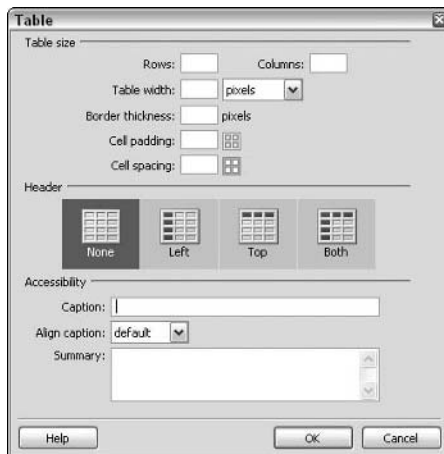 Table
Table size
Rows: Columns:
Table width: pixels
Border thickness: pixels
Cell padding:
Cell spacing:
Header
None Left Top Both
Accessibility
Caption:
Align caption: default
Summary:
Help OK Cancel